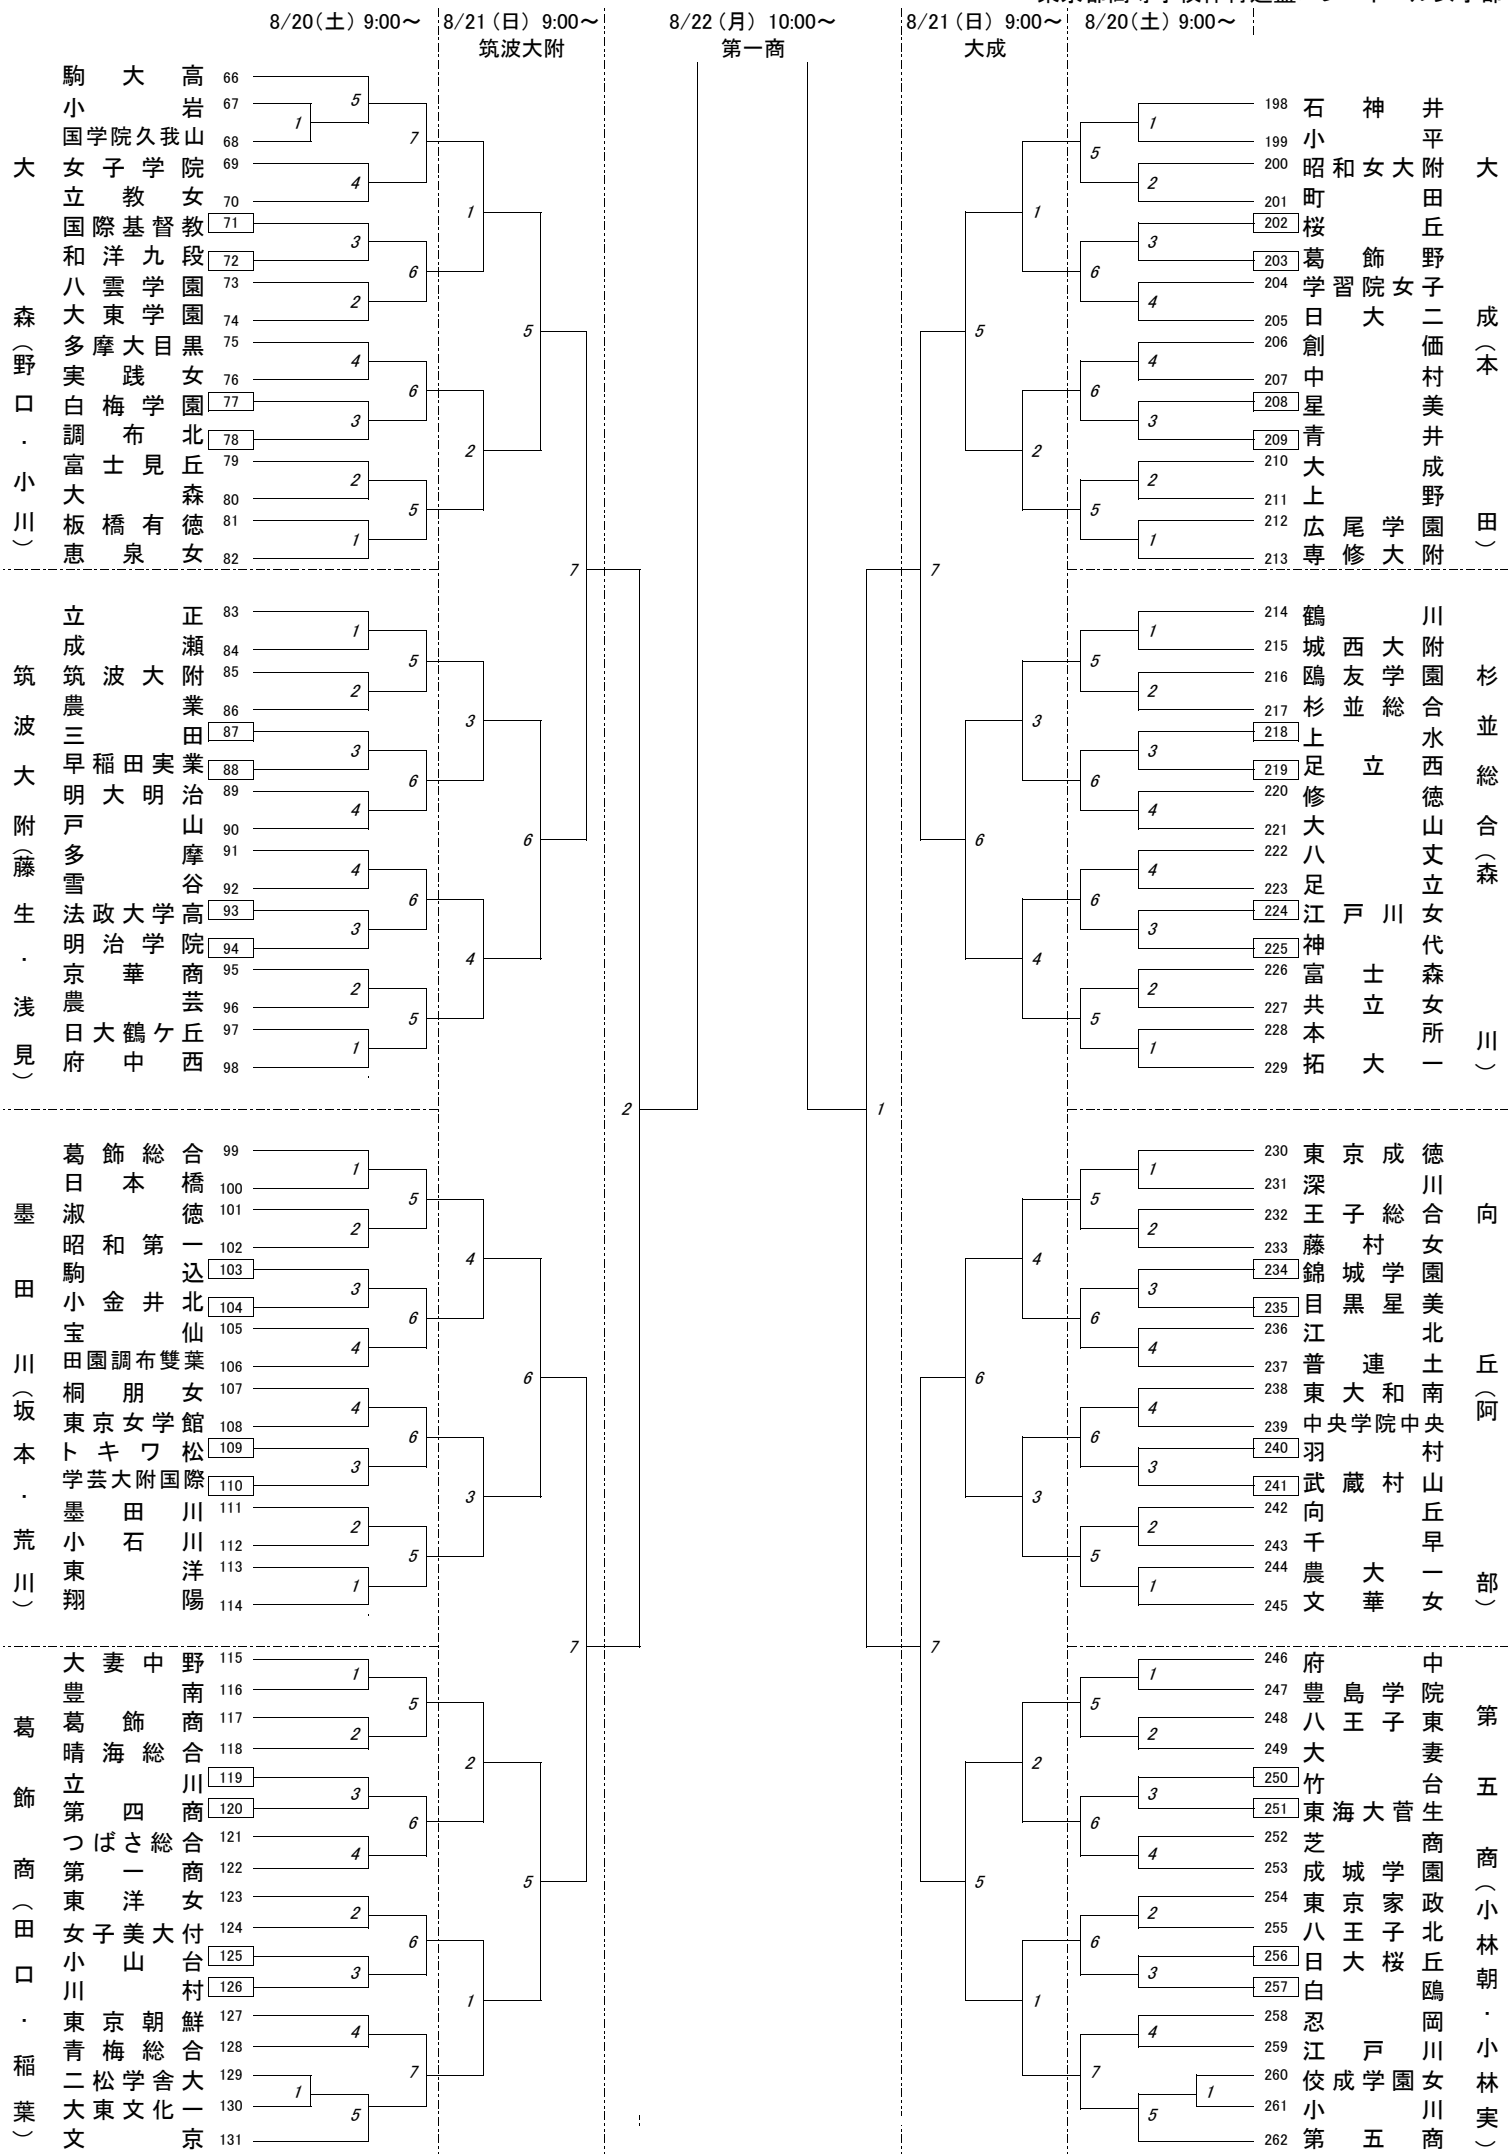 8/20(土) 9:00～ 8/21(日) 9:00～ 8/22(月) 10:00～ 8/21(日) 9:00～ 8/20(土) 9:00～
筑波大附 第一商 大成
大森(野口・小川)
駒大高 66
小岩 67
国学院久我山 68
女子学院 69
立教女 70
国際基督教 71
和洋九段 72
八雲学園 73
大東学園 74
多摩大目黒 75
実践女 76
白梅学園 77
調布北 78
富士見丘 79
大森 80
板橋有徳 81
恵泉女 82
筑波大附(藤生・浅見)
立正 83
成瀬 84
筑波大附 85
農業 86
三田 87
早稲田実業 88
明大明治 89
戸山 90
多摩 91
雪谷 92
法政大学高 93
明治学院 94
京華商 95
農芸 96
日大鶴ケ丘 97
府中西 98
墨田川(坂本・荒川)
葛飾総合 99
日本橋 100
淑徳 101
昭和第一 102
駒込 103
小金井北 104
宝仙 105
田園調布雙葉 106
桐朋女 107
東京女学館 108
トキワ松 109
学芸大附国際 110
墨田川 111
小石川 112
東洋 113
翔陽 114
葛飾商(田口・稲葉)
大妻中野 115
豊南 116
葛飾商 117
晴海総合 118
立川 119
第四商 120
つばさ総合 121
第一商 122
東洋女 123
女子美大付 124
小山台 125
川村 126
東京朝鮮 127
青梅総合 128
二松学舎大 129
大東文化一 130
文京 131
大成(本田)
198 石神井
199 小平
200 昭和女大附
201 町田
202 桜丘
203 葛飾野
204 学習院女子
205 日大二
206 創価
207 中村
208 星美
209 青井
210 大成
211 上野
212 広尾学園
213 専修大附
杉並総合(森川)
214 鶴川
215 城西大附
216 鴎友学園
217 杉並総合
218 上水
219 足立西
220 修徳
221 大山
222 八丈
223 足立
224 江戸川女
225 神代
226 富士森
227 共立女
228 本所
229 拓大一
向丘(阿部)
230 東京成徳
231 深川
232 王子総合
233 藤村女
234 錦城学園
235 目黒星美
236 江北
237 普連土
238 東大和南
239 中央学院中央
240 羽村
241 武蔵村山
242 向丘
243 千早
244 農大一
245 文華女
第五商(小林朝・小林実)
246 府中
247 豊島学院
248 八王子東
249 大妻
250 竹台
251 東海大菅生
252 芝商
253 成城学園
254 東京家政
255 八王子北
256 日大桜丘
257 白鴎
258 忍岡
259 江戸川
260 佼成学園女
261 小川
262 第五商